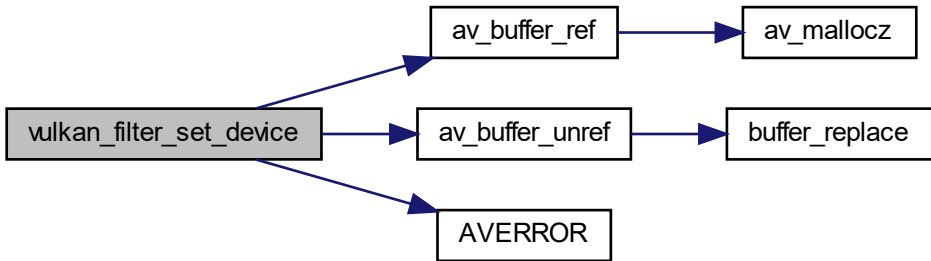 av_buffer_ref
av_mallocz
vulkan_filter_set_device
av_buffer_unref
buffer_replace
AVERROR